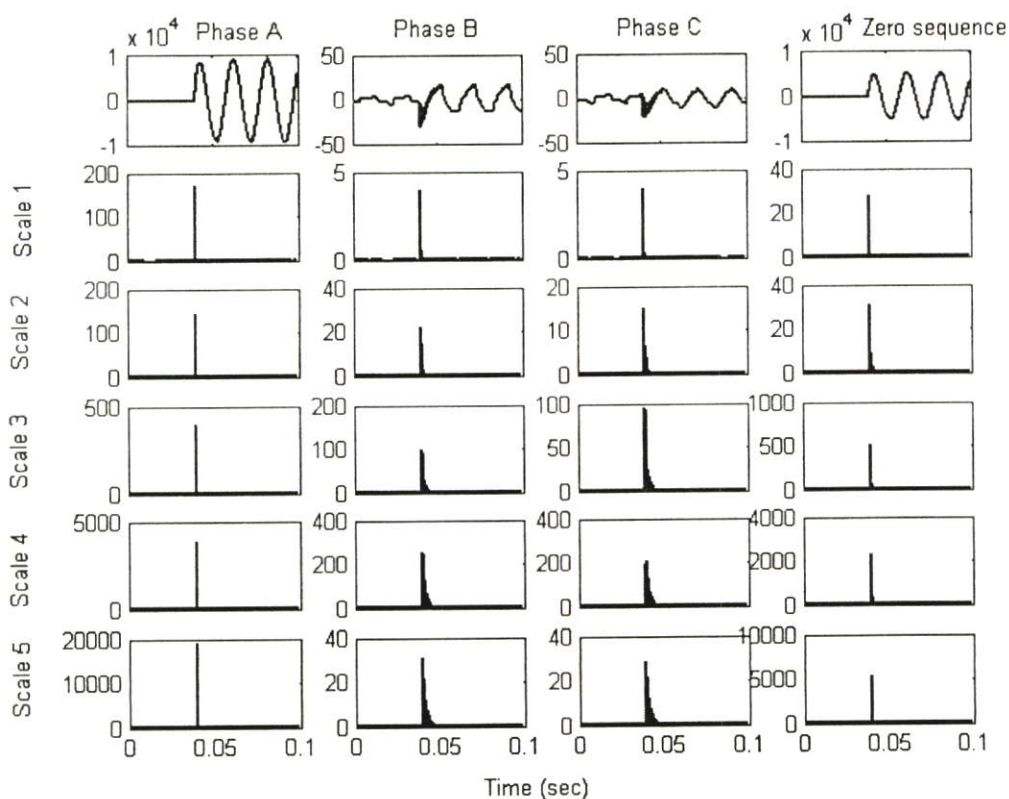 x 10^4 Phase A Phase B Phase C x 10^4 Zero sequence
1 50 50 1
0 0 0 0
-1 -50 -50 -1
Scale 1
200 5 5 40
100 20
0 0 0 0
Scale 2
200 40 20 40
100 20 10 20
0 0 0 0
Scale 3
500 200 100 1000
100 50 500
0 0 0 0
Scale 4
5000 400 400 4000
200 200 2000
0 0 0 0
Scale 5
20000 40 40 10000
10000 20 20 5000
0 0 0 0
0 0.05 0.1 0 0.05 0.1 0 0.05 0.1 0 0.05 0.1
Time (sec)